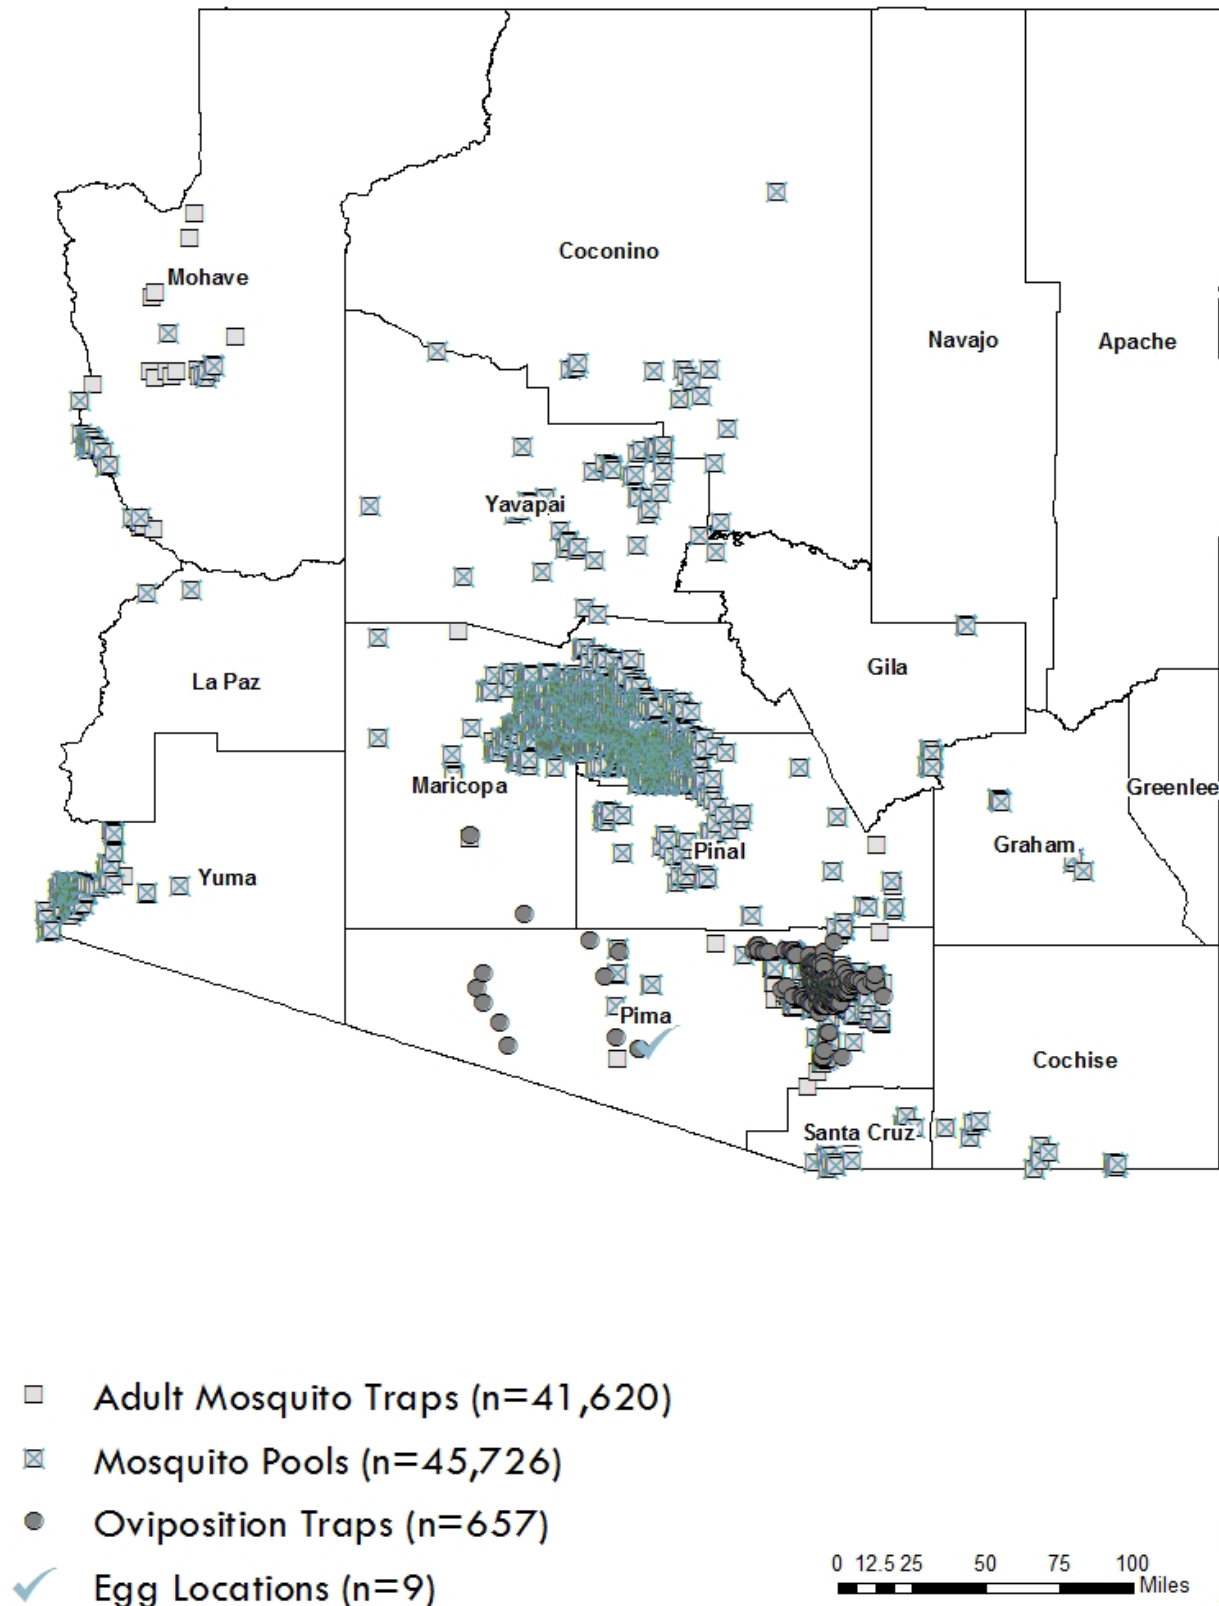 Coconino
Mohave
Navajo
Apache
Yavapai
Gila
La Paz
Maricopa
Greenlee
Graham
Pinal
Yuma
Pima
Cochise
Santa Cruz
Adult Mosquito Traps (n=41,620)
Mosquito Pools (n=45,726)
Oviposition Traps (n=657)
Egg Locations (n=9)
0 12.5 25 50 75 100
Miles